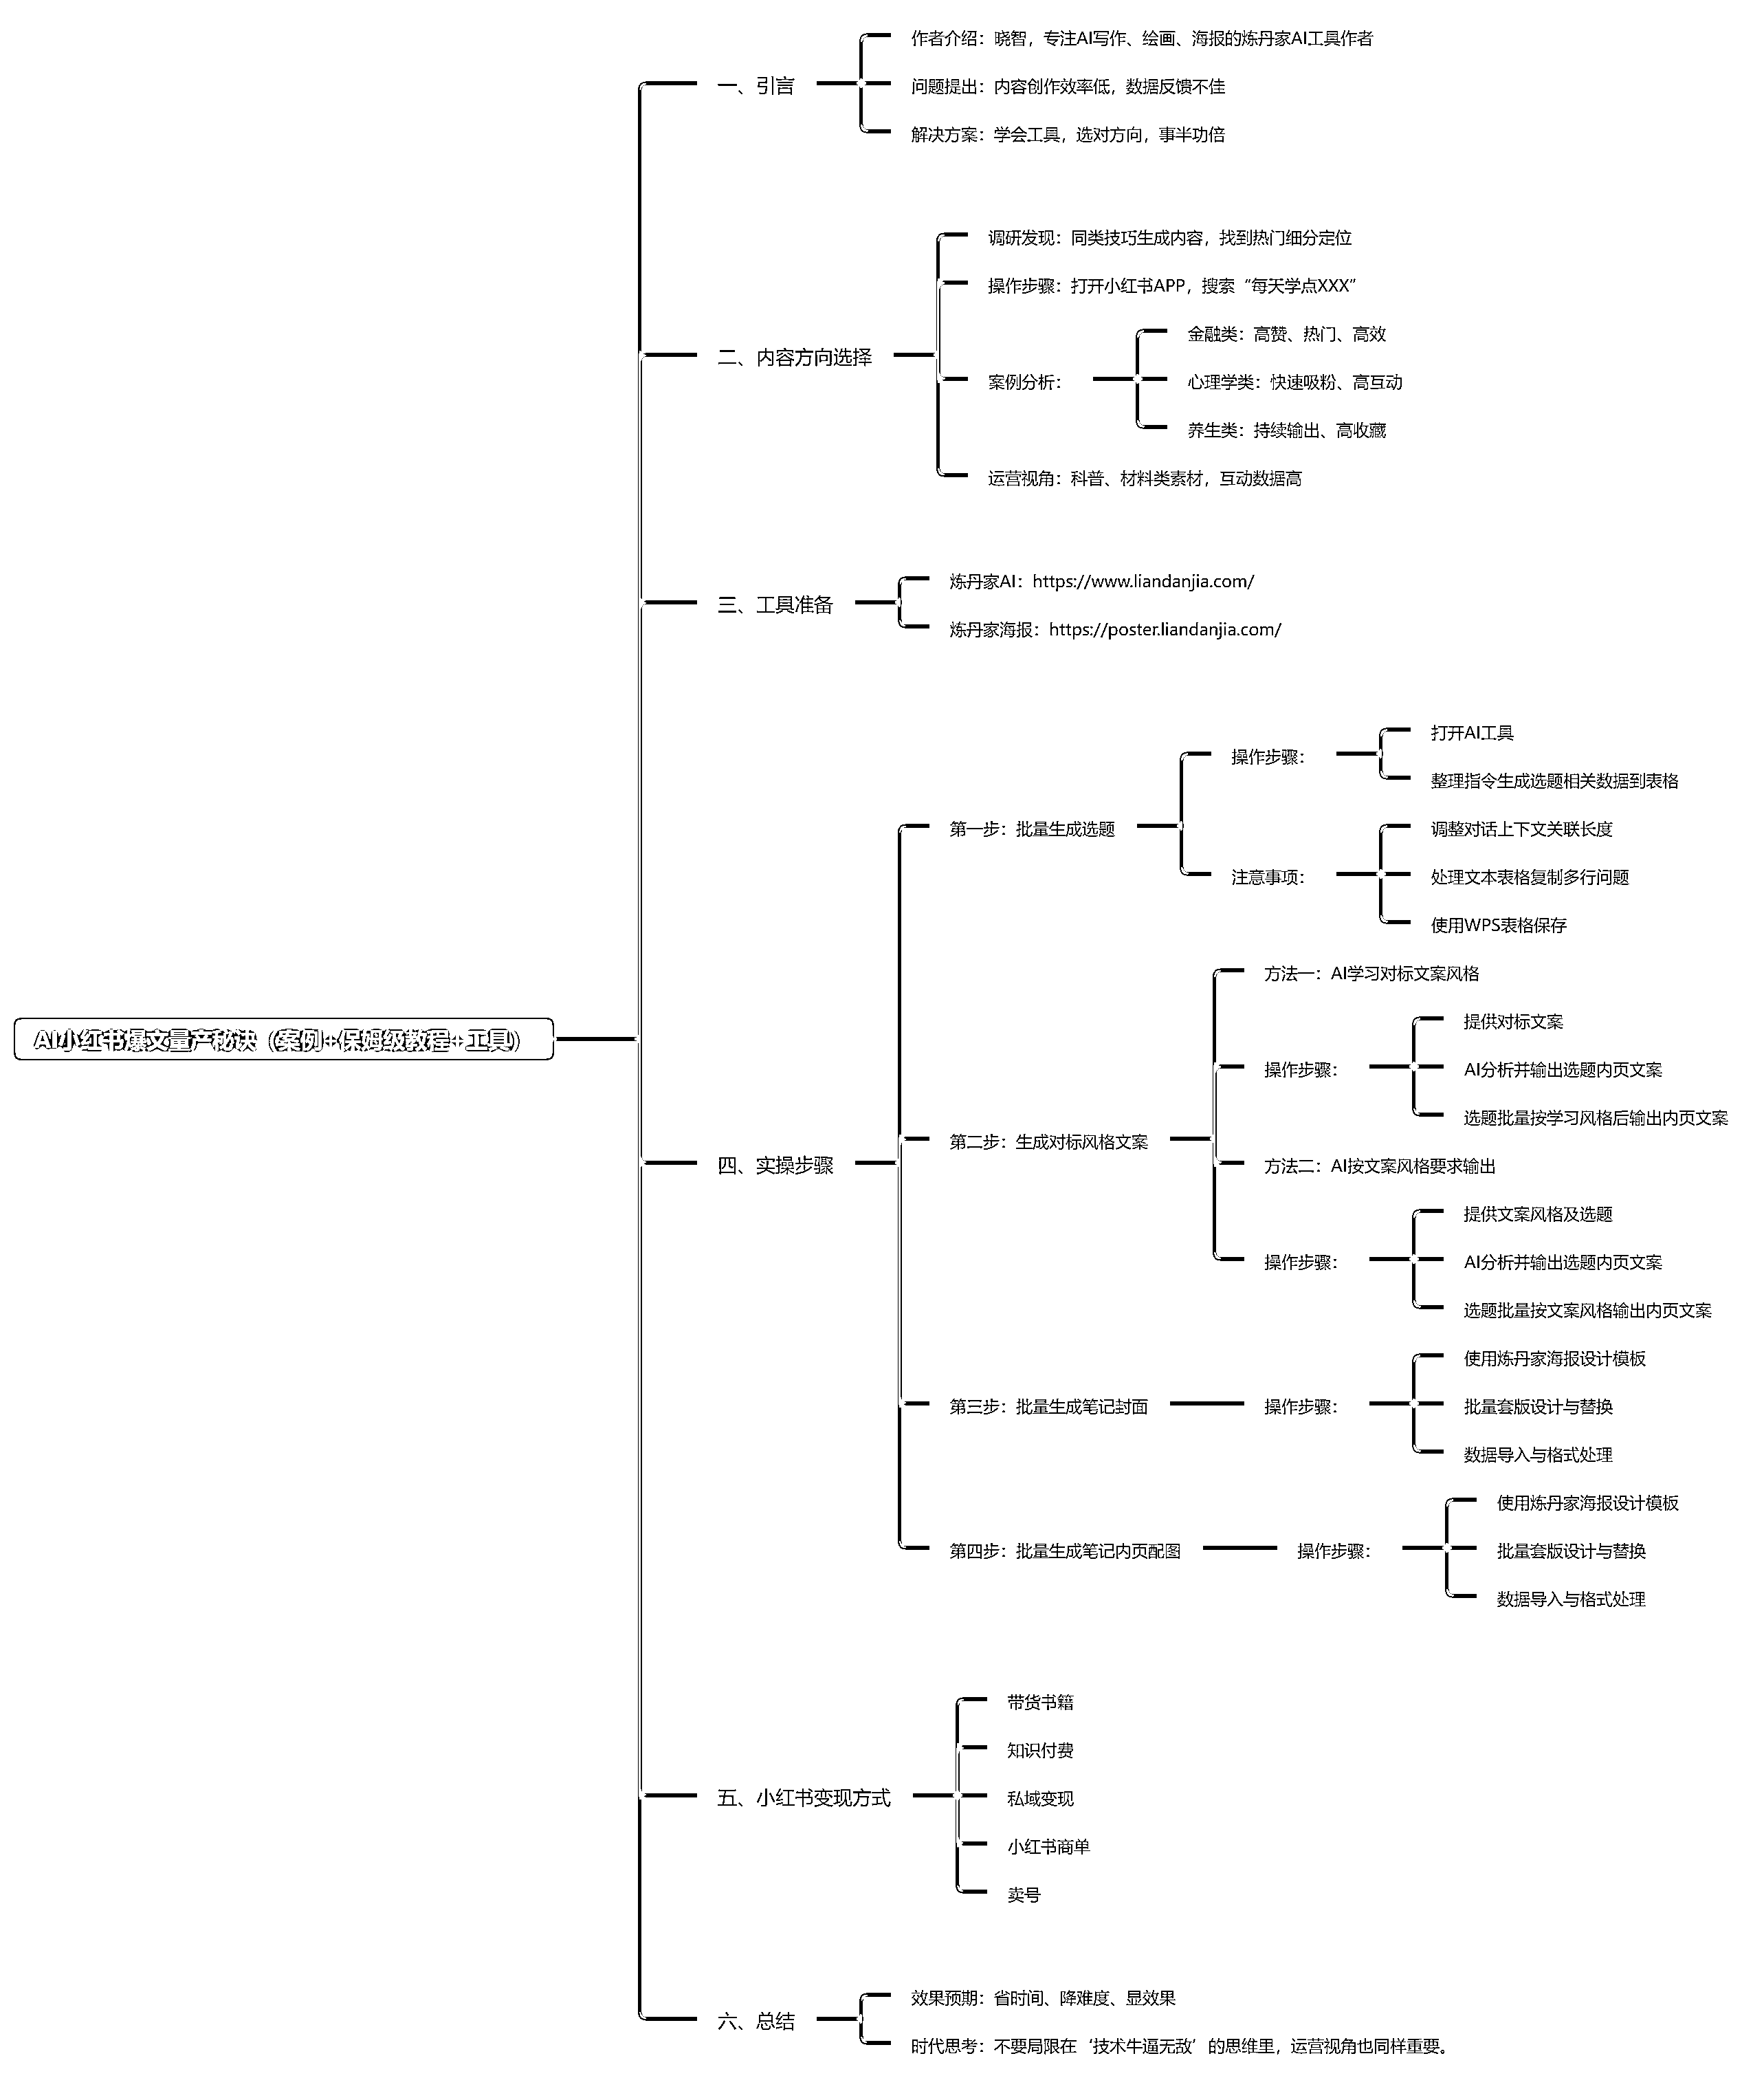 AI小红书爆文量产秘诀（案例+保姆级教程+工具）
一、引言
作者介绍：晓智，专注AI写作、绘画、海报的炼丹家AI工具作者
问题提出：内容创作效率低，数据反馈不佳
解决方案：学会工具，选对方向，事半功倍
二、内容方向选择
调研发现：同类技巧生成内容，找到热门细分定位
操作步骤：打开小红书APP，搜索“每天学点XXX”
案例分析：
金融类：高赞、热门、高效
心理学类：快速吸粉、高互动
养生类：持续输出、高收藏
运营视角：科普、材料类素材，互动数据高
三、工具准备
炼丹家AI：https://www.liandanjia.com/
炼丹家海报：https://poster.liandanjia.com/
四、实操步骤
第一步：批量生成选题
操作步骤：
打开AI工具
整理指令生成选题相关数据到表格
注意事项：
调整对话上下文关联长度
处理文本表格复制多行问题
使用WPS表格保存
第二步：生成对标风格文案
方法一：AI学习对标文案风格
操作步骤：
提供对标文案
AI分析并输出选题内页文案
选题批量按学习风格后输出内页文案
方法二：AI按文案风格要求输出
操作步骤：
提供文案风格及选题
AI分析并输出选题内页文案
选题批量按文案风格输出内页文案
第三步：批量生成笔记封面
操作步骤：
使用炼丹家海报设计模板
批量套版设计与替换
数据导入与格式处理
第四步：批量生成笔记内页配图
操作步骤：
使用炼丹家海报设计模板
批量套版设计与替换
数据导入与格式处理
五、小红书变现方式
带货书籍
知识付费
私域变现
小红书商单
卖号
六、总结
效果预期：省时间、降难度、显效果
时代思考：不要局限在‘技术牛逼无敌’的思维里，运营视角也同样重要。